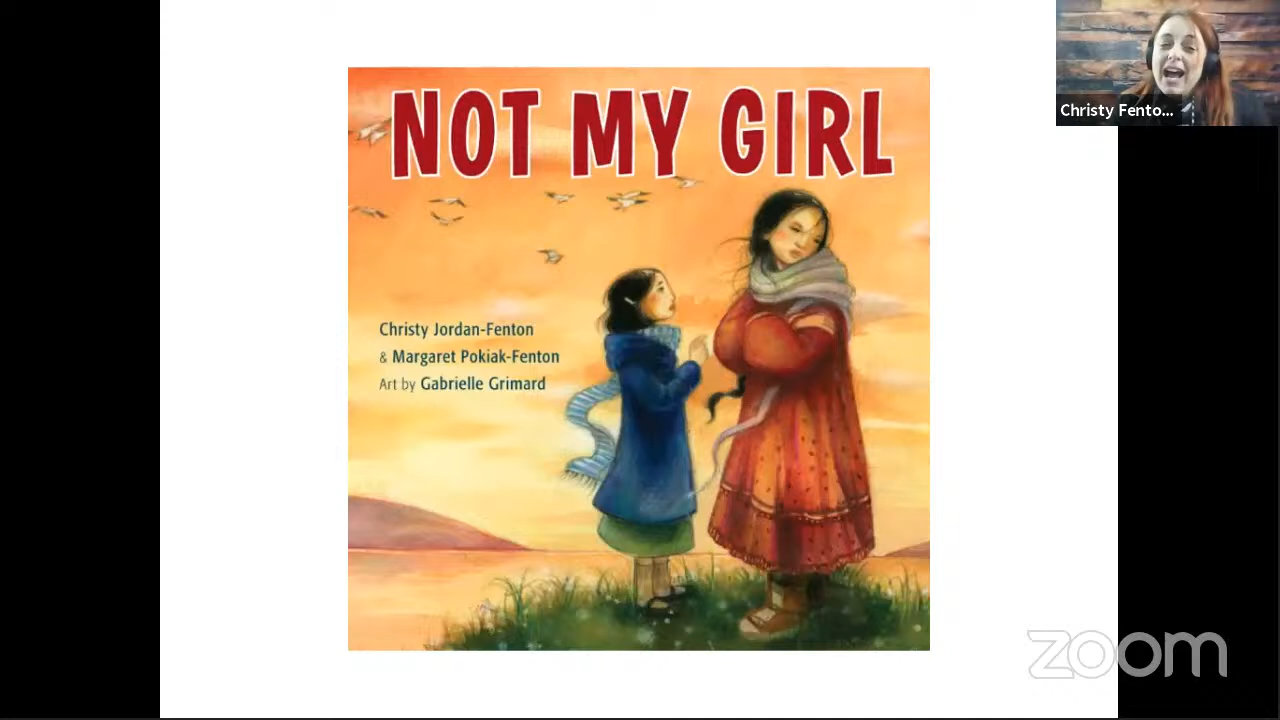 NOT MY GIRL
Christy Jordan-Fenton
& Margaret Pokiak-Fenton
Art by Gabrielle Grimard
Christy Fento...
zoom